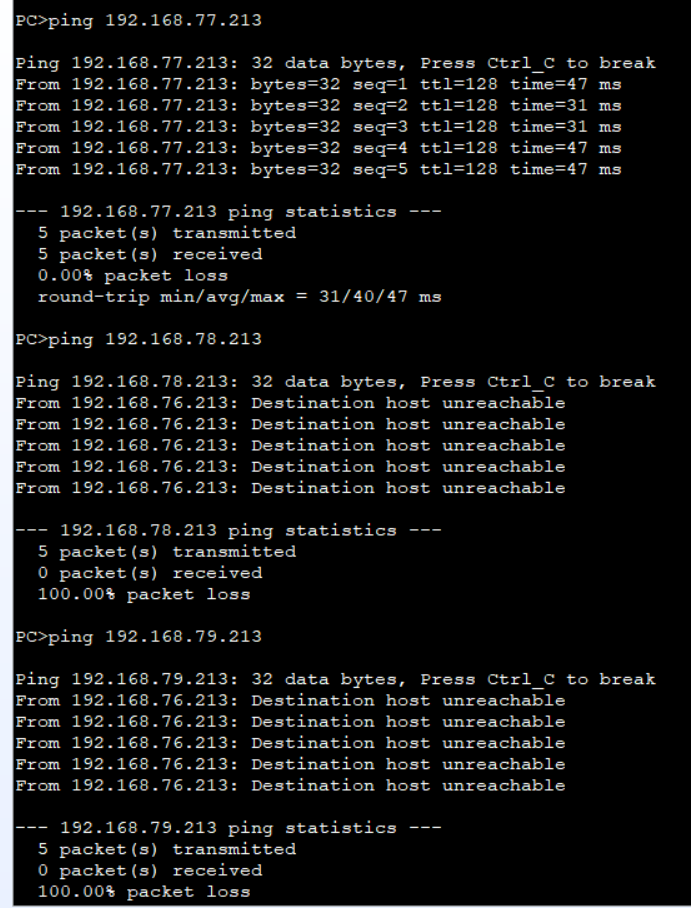 PC>ping 192.168.77.213
Ping 192.168.77.213: 32 data bytes, Press Ctrl_C to break
From 192.168.77.213: bytes=32 seq=1 ttl=128 time=47 ms
From 192.168.77.213: bytes=32 seq=2 ttl=128 time=31 ms
From 192.168.77.213: bytes=32 seq=3 ttl=128 time=31 ms
From 192.168.77.213: bytes=32 seq=4 ttl=128 time=47 ms
From 192.168.77.213: bytes=32 seq=5 ttl=128 time=47 ms
--- 192.168.77.213 ping statistics ---
5 packet(s) transmitted
5 packet(s) received
0.00% packet loss
round-trip min/avg/max = 31/40/47 ms
PC>ping 192.168.78.213
Ping 192.168.78.213: 32 data bytes, Press Ctrl_C to break
From 192.168.76.213: Destination host unreachable
From 192.168.76.213: Destination host unreachable
From 192.168.76.213: Destination host unreachable
From 192.168.76.213: Destination host unreachable
From 192.168.76.213: Destination host unreachable
--- 192.168.78.213 ping statistics ---
5 packet(s) transmitted
0 packet(s) received
100.00% packet loss
PC>ping 192.168.79.213
Ping 192.168.79.213: 32 data bytes, Press Ctrl_C to break
From 192.168.76.213: Destination host unreachable
From 192.168.76.213: Destination host unreachable
From 192.168.76.213: Destination host unreachable
From 192.168.76.213: Destination host unreachable
From 192.168.76.213: Destination host unreachable
--- 192.168.79.213 ping statistics ---
5 packet(s) transmitted
0 packet(s) received
100.00% packet loss